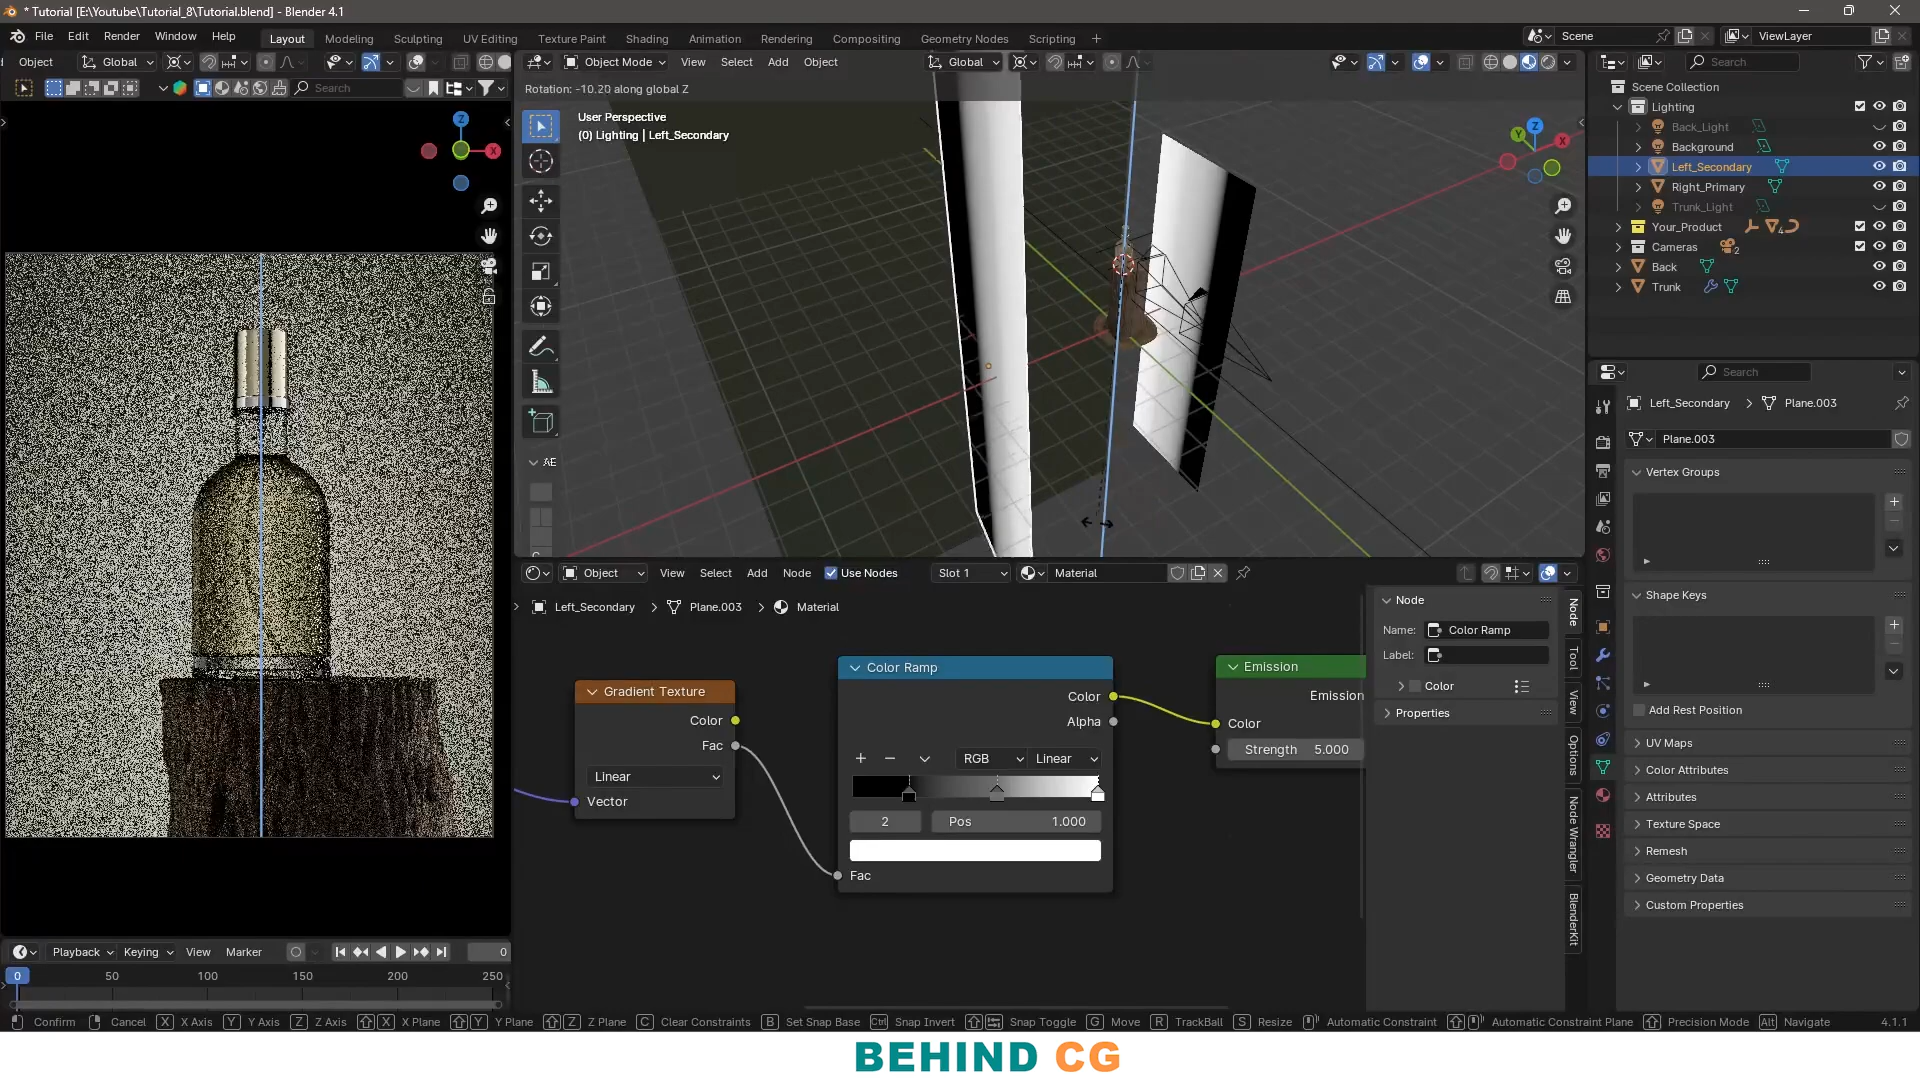 * Tutorial [E:\Youtube\Tutorial_8\Tutorial.blend] - Blender 4.1
File Edit Render Window Help
Layout Modeling Sculpting UV Editing Texture Paint Shading Animation Rendering Compositing Geometry Nodes Scripting +
Scene
ViewLayer
Object
Global
Search
Object Mode View Select Add Object
Global
Rotation: -10.20 along global Z
User Perspective
(0) Lighting | Left_Secondary
Z
X
Z
Y
X
AE
Search
Scene Collection
Lighting
Back_Light
Background
Left_Secondary
Right_Primary
Trunk_Light
Your_Product
4
Cameras
2
Back
Trunk
Search
Left_Secondary > Plane.003
Plane.003
Vertex Groups
Shape Keys
Add Rest Position
UV Maps
Color Attributes
Attributes
Texture Space
Remesh
Geometry Data
Custom Properties
Object View Select Add Node Use Nodes Slot 1 Material
Left_Secondary > Plane.003 > Material
Gradient Texture
Color
Fac
Linear
Vector
Color Ramp
Color
Alpha
+ − RGB Linear
2 Pos 1.000
Fac
Emission
Emission
Color
Strength 5.000
Node
Name: Color Ramp
Label:
Color
Properties
Node
Tool
View
Options
Node Wrangler
BlenderKit
Playback Keying View Marker
0
0 50 100 150 200 250
Confirm Cancel X X Axis Y Y Axis Z Z Axis X X Plane Y Y Plane Z Z Plane C Clear Constraints B Set Snap Base Ctrl Snap Invert Snap Toggle G Move R TrackBall S Resize Automatic Constraint Automatic Constraint Plane Precision Mode Alt Navigate 4.1.1
BEHIND CG